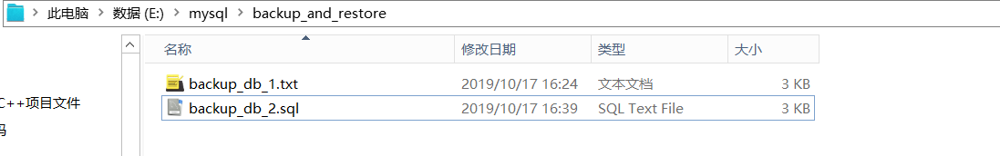 此电脑 > 数据 (E:) > mysql > backup_and_restore
名称 修改日期 类型 大小
backup_db_1.txt 2019/10/17 16:24 文本文档 3 KB
C++项目文件
backup_db_2.sql 2019/10/17 16:39 SQL Text File 3 KB
码